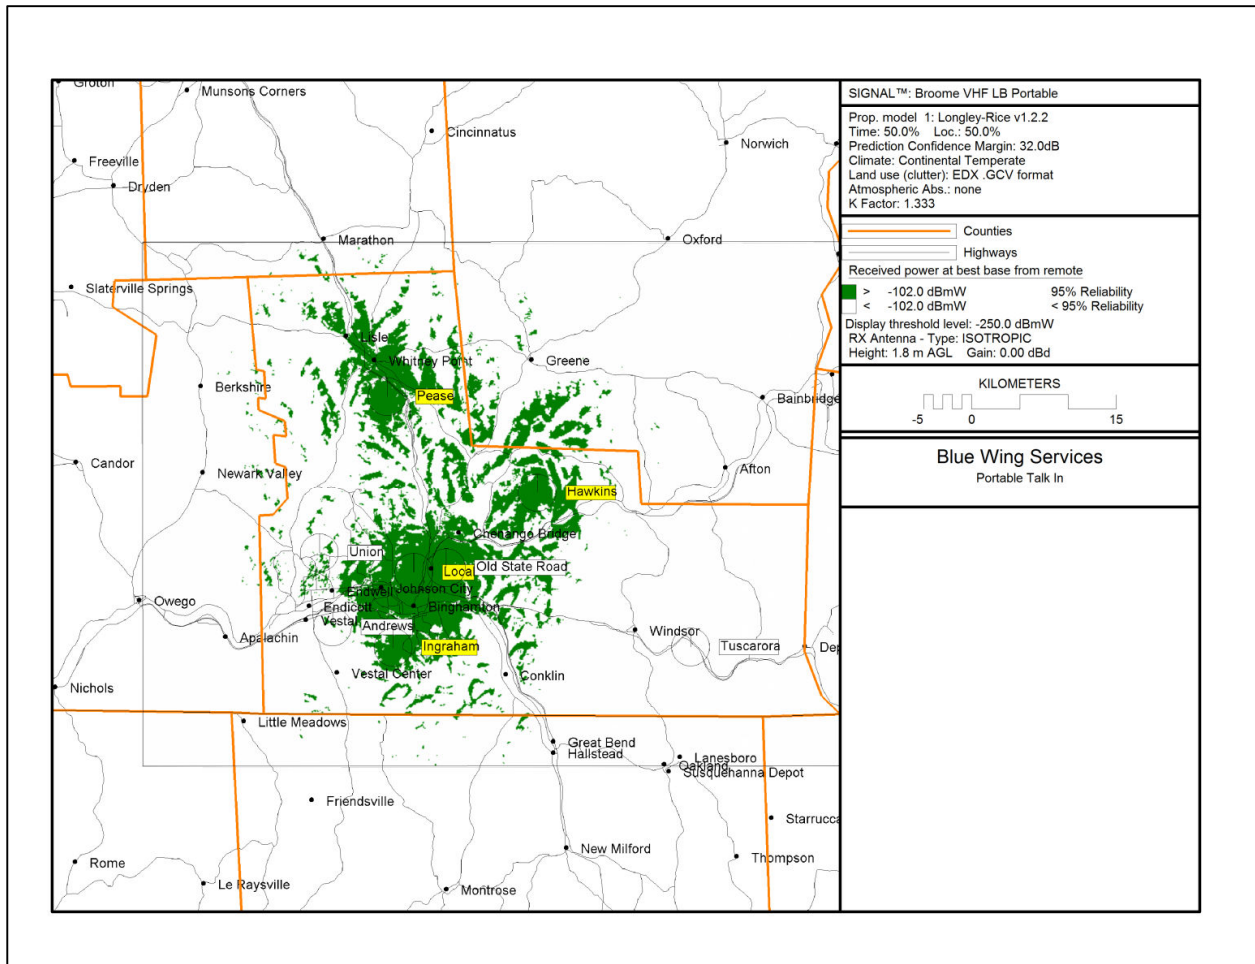 Groton
Munsons Corners
Cincinnatus
Norwich
Freeville
Dryden
Marathon
Oxford
Slaterville Springs
Lisle
Whitney Point
Greene
Berkshire
Pease
Bainbridge
Candor
Newark Valley
Afton
Hawkins
Chenango Bridge
Union
Local
Old State Road
Johnson City
Endwell
Owego
Endicott
Binghamton
Vestal
Andrews
Apalachin
Windsor
Ingraham
Tuscarora
Dep
Vestal Center
Conklin
Nichols
Little Meadows
Great Bend
Hallstead
Lanesboro
Oakland
Susquehanna Depot
Friendsville
Starrucca
New Milford
Thompson
Rome
Le Raysville
Montrose
SIGNAL™: Broome VHF LB Portable
Prop. model 1: Longley-Rice v1.2.2
Time: 50.0% Loc.: 50.0%
Prediction Confidence Margin: 32.0dB
Climate: Continental Temperate
Land use (clutter): EDX .GCV format
Atmospheric Abs.: none
K Factor: 1.333
Counties
Highways
Received power at best base from remote
> -102.0 dBmW 95% Reliability
< -102.0 dBmW < 95% Reliability
Display threshold level: -250.0 dBmW
RX Antenna - Type: ISOTROPIC
Height: 1.8 m AGL Gain: 0.00 dBd
KILOMETERS
-5 0 15
Blue Wing Services
Portable Talk In